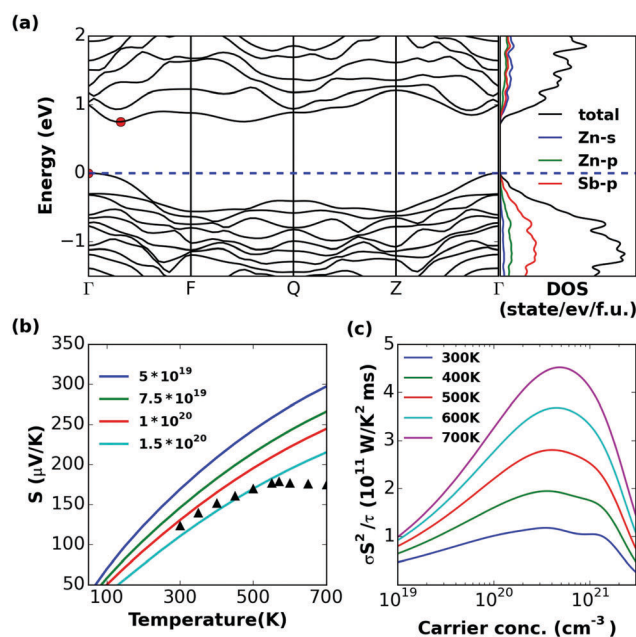 (a)
2
1
0
−1
Energy (eV)
Γ F Q Z Γ
total
Zn-s
Zn-p
Sb-p
DOS
(state/ev/f.u.)
(b)
350
300
250
200
150
100
50
S (μV/K)
5*10^19
7.5*10^19
1*10^20
1.5*10^20
100 300 500 700
Temperature(K)
(c)
5
4
3
2
1
σS²/τ (10^11 W/K² ms)
300K
400K
500K
600K
700K
10^19 10^20 10^21
Carrier conc. (cm^-3)